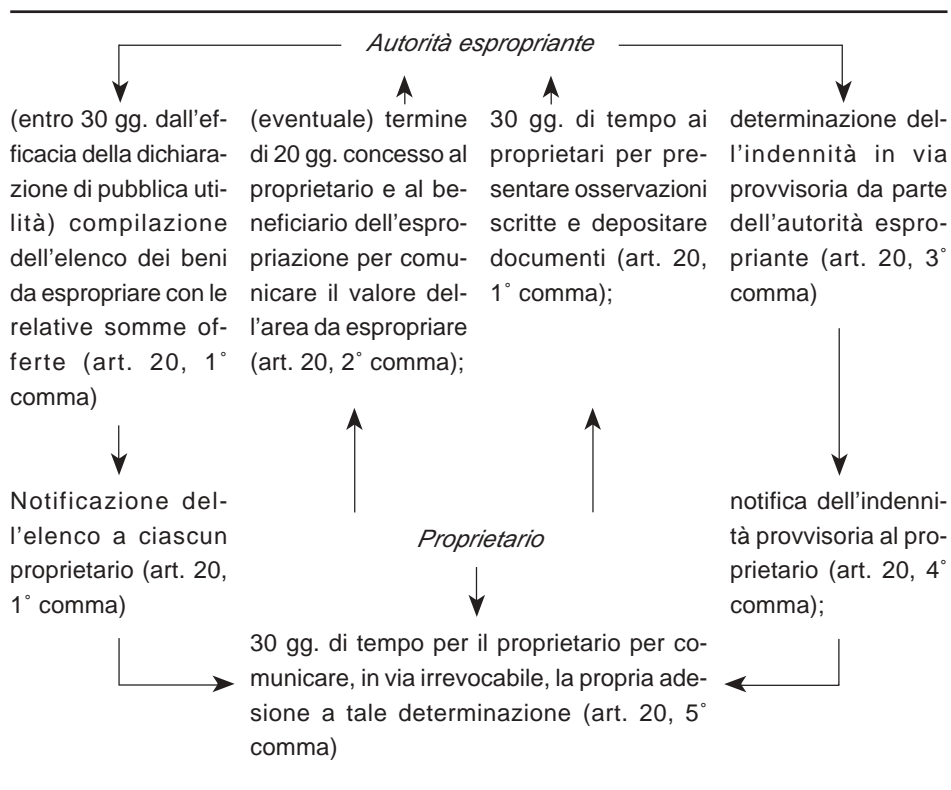 Autorità espropriante
(entro 30 gg. dall'ef-
ficacia della dichiara-
zione di pubblica uti-
lità) compilazione
dell'elenco dei beni
da espropriare con le
relative somme of-
ferte (art. 20, 1°
comma)
(eventuale) termine
di 20 gg. concesso al
proprietario e al be-
neficiario dell'espro-
priazione per comu-
nicare il valore del-
l'area da espropriare
(art. 20, 2° comma);
30 gg. di tempo ai
proprietari per pre-
sentare osservazioni
scritte e depositare
documenti (art. 20,
1° comma);
determinazione del-
l'indennità in via
provvisoria da parte
dell'autorità espro-
priante (art. 20, 3°
comma)
Notificazione del-
l'elenco a ciascun
proprietario (art. 20,
1° comma)
Proprietario
notifica dell'indenni-
tà provvisoria al pro-
prietario (art. 20, 4°
comma);
30 gg. di tempo per il proprietario per co-
municare, in via irrevocabile, la propria ade-
sione a tale determinazione (art. 20, 5°
comma)